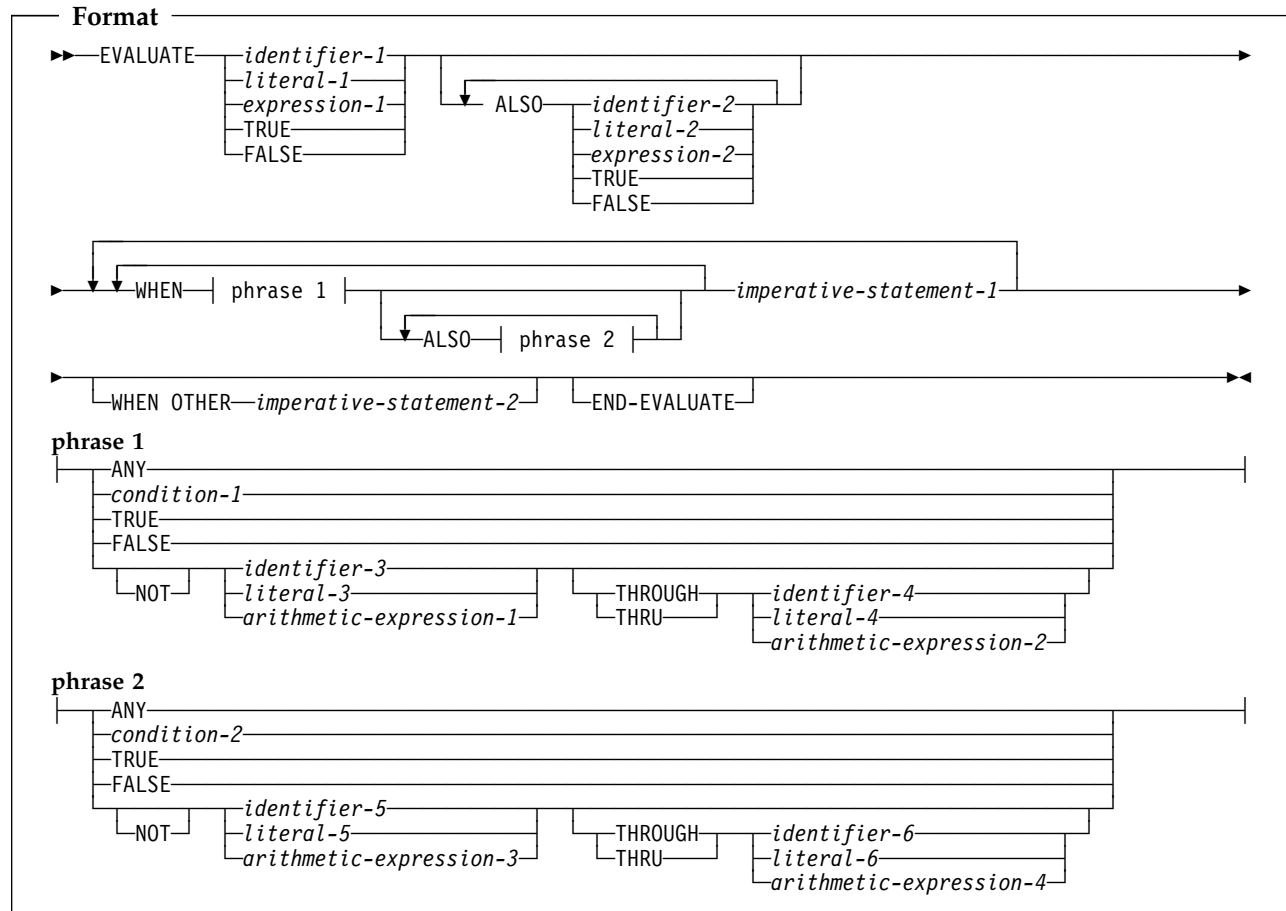 Format
EVALUATE identifier-1
literal-1
expression-1
TRUE
FALSE
ALSO identifier-2
literal-2
expression-2
TRUE
FALSE
WHEN phrase 1 imperative-statement-1
ALSO phrase 2
WHEN OTHER imperative-statement-2 END-EVALUATE
phrase 1
ANY
condition-1
TRUE
FALSE
NOT identifier-3
literal-3
arithmetic-expression-1
THROUGH
THRU
identifier-4
literal-4
arithmetic-expression-2
phrase 2
ANY
condition-2
TRUE
FALSE
NOT identifier-5
literal-5
arithmetic-expression-3
THROUGH
THRU
identifier-6
literal-6
arithmetic-expression-4